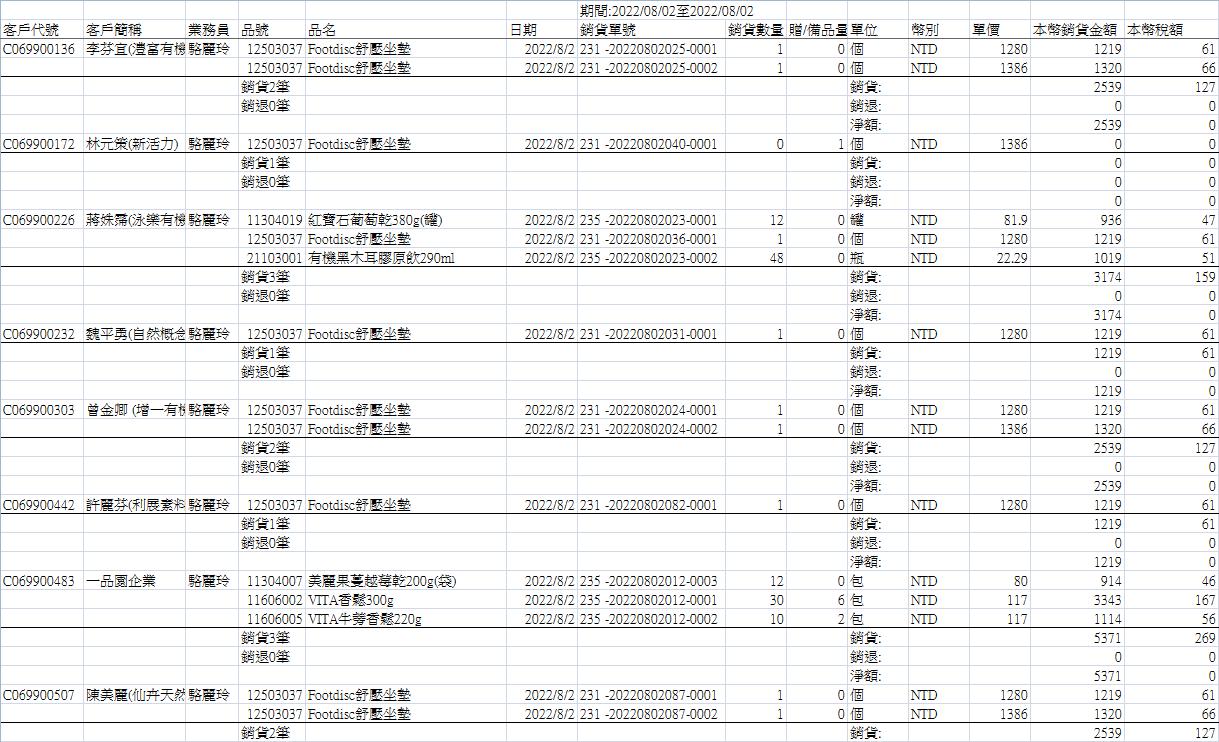 期間:2022/08/02至2022/08/02
客戶代號 客戶簡稱 業務員 品號 品名 日期 銷貨單號 銷貨數量 贈/備品量 單位 幣別 單價 本幣銷貨金額 本幣稅額
C069900136 李芬宜(灃富有機 駱麗玲 12503037 Footdisc舒壓坐墊 2022/8/2 231 -20220802025-0001 1 0 個 NTD 1280 1219 61
12503037 Footdisc舒壓坐墊 2022/8/2 231 -20220802025-0002 1 0 個 NTD 1386 1320 66
銷貨2筆 銷貨: 2539 127
銷退0筆 銷退: 0 0
淨額: 2539 0
C069900172 林元策(新活力) 駱麗玲 12503037 Footdisc舒壓坐墊 2022/8/2 231 -20220802040-0001 0 1 個 NTD 1386 0 0
銷貨1筆 銷貨: 0 0
銷退0筆 銷退: 0 0
淨額: 0 0
C069900226 蔣姝霈(泳樂有機 駱麗玲 11304019 紅寶石葡萄乾380g(罐) 2022/8/2 235 -20220802023-0001 12 0 罐 NTD 81.9 936 47
12503037 Footdisc舒壓坐墊 2022/8/2 231 -20220802036-0001 1 0 個 NTD 1280 1219 61
21103001 有機黑木耳膠原飲290ml 2022/8/2 235 -20220802023-0002 48 0 瓶 NTD 22.29 1019 51
銷貨3筆 銷貨: 3174 159
銷退0筆 銷退: 0 0
淨額: 3174 0
C069900232 魏平勇(自然概念 駱麗玲 12503037 Footdisc舒壓坐墊 2022/8/2 231 -20220802031-0001 1 0 個 NTD 1280 1219 61
銷貨1筆 銷貨: 1219 61
銷退0筆 銷退: 0 0
淨額: 1219 0
C069900303 曾金卿 (增一有機 駱麗玲 12503037 Footdisc舒壓坐墊 2022/8/2 231 -20220802024-0001 1 0 個 NTD 1280 1219 61
12503037 Footdisc舒壓坐墊 2022/8/2 231 -20220802024-0002 1 0 個 NTD 1386 1320 66
銷貨2筆 銷貨: 2539 127
銷退0筆 銷退: 0 0
淨額: 2539 0
C069900442 許麗芬(利展素料 駱麗玲 12503037 Footdisc舒壓坐墊 2022/8/2 231 -20220802082-0001 1 0 個 NTD 1280 1219 61
銷貨1筆 銷貨: 1219 61
銷退0筆 銷退: 0 0
淨額: 1219 0
C069900483 一品園企業 駱麗玲 11304007 美麗果蔓越莓乾200g(袋) 2022/8/2 235 -20220802012-0003 12 0 包 NTD 80 914 46
11606002 VITA香鬆300g 2022/8/2 235 -20220802012-0001 30 6 包 NTD 117 3343 167
11606005 VITA牛蒡香鬆220g 2022/8/2 235 -20220802012-0002 10 2 包 NTD 117 1114 56
銷貨3筆 銷貨: 5371 269
銷退0筆 銷退: 0 0
淨額: 5371 0
C069900507 陳美麗(仙卉天然 駱麗玲 12503037 Footdisc舒壓坐墊 2022/8/2 231 -20220802087-0001 1 0 個 NTD 1280 1219 61
12503037 Footdisc舒壓坐墊 2022/8/2 231 -20220802087-0002 1 0 個 NTD 1386 1320 66
銷貨2筆 銷貨: 2539 127